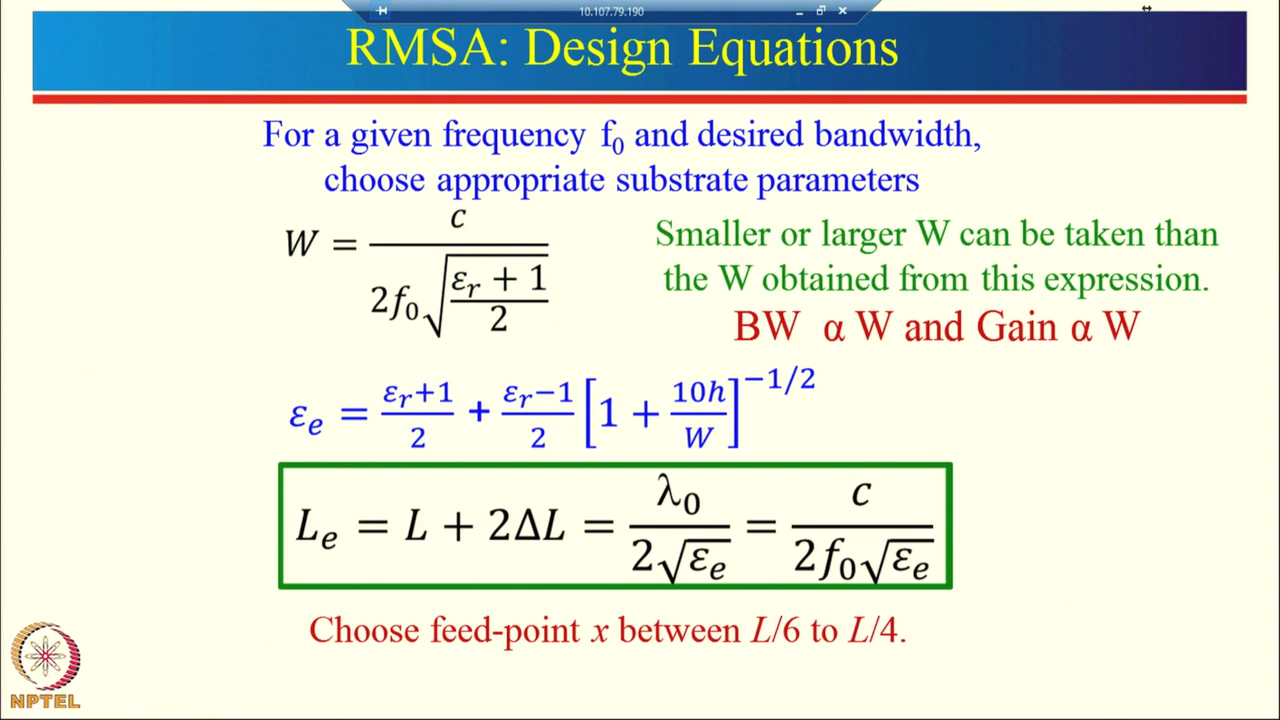 10.107.79.190
RMSA: Design Equations
For a given frequency f₀ and desired bandwidth,
choose appropriate substrate parameters
W = c / (2f₀√((εᵣ + 1)/2))
Smaller or larger W can be taken than
the W obtained from this expression.
BW α W and Gain α W
εₑ = (εᵣ+1)/2 + (εᵣ−1)/2 [1 + 10h/W]^(−1/2)
Lₑ = L + 2ΔL = λ₀/(2√εₑ) = c/(2f₀√εₑ)
Choose feed-point x between L/6 to L/4.
NPTEL